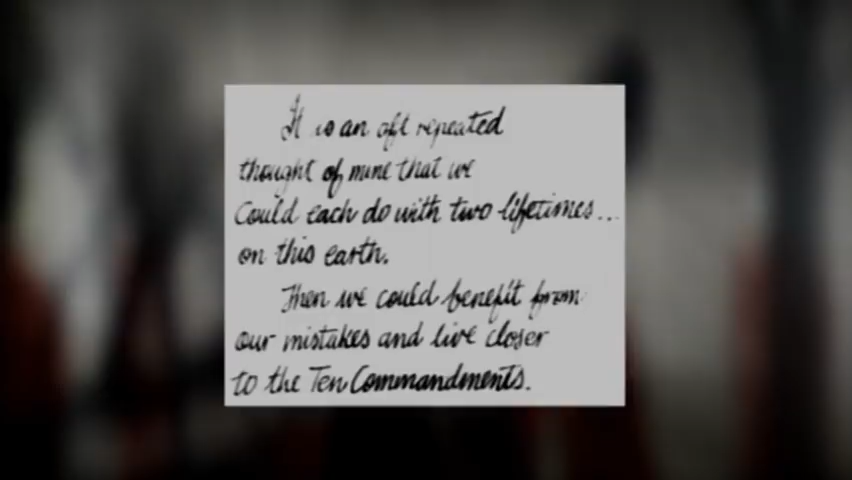 It is an oft repeated
thought of mine that we
Could each do with two lifetimes...
on this earth.
Then we could benefit from
our mistakes and live closer
to the Ten Commandments.